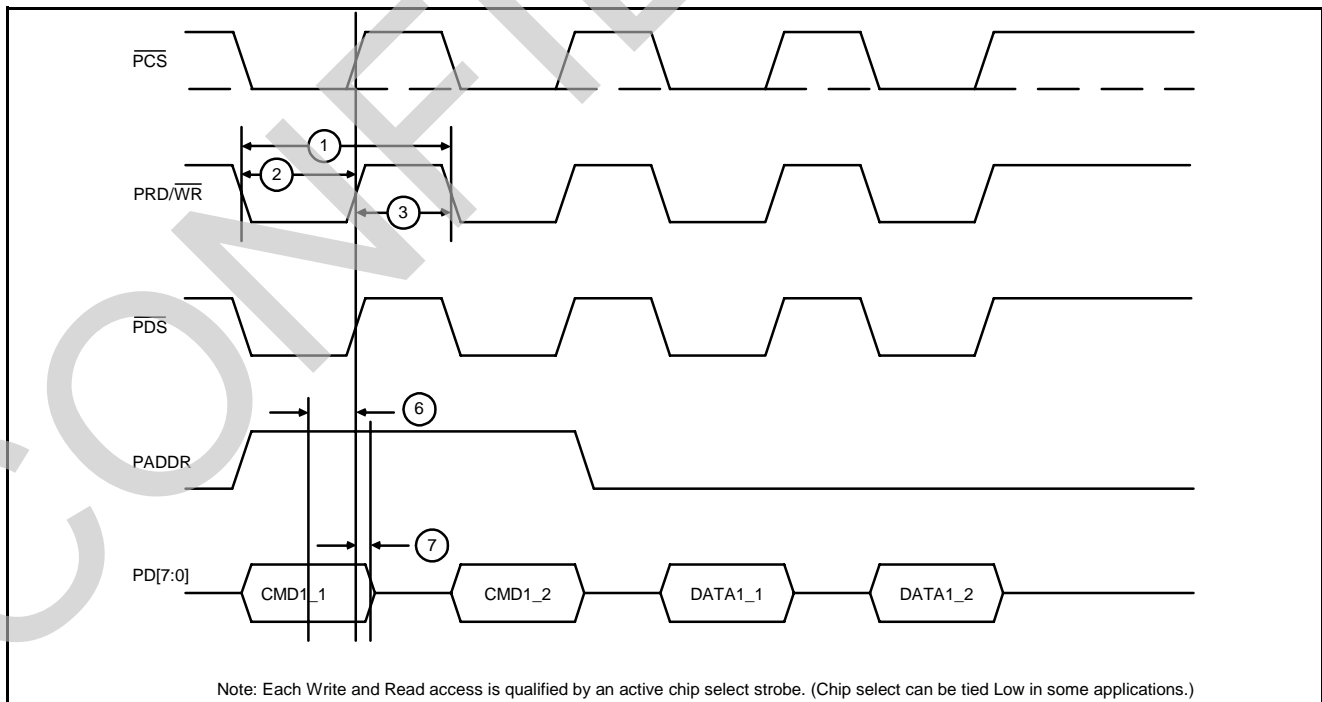 PCS
1
2
PRD/WR
3
PDS
6
PADDR
7
PD[7:0]
CMD1_1
CMD1_2
DATA1_1
DATA1_2
Note: Each Write and Read access is qualified by an active chip select strobe. (Chip select can be tied Low in some applications.)